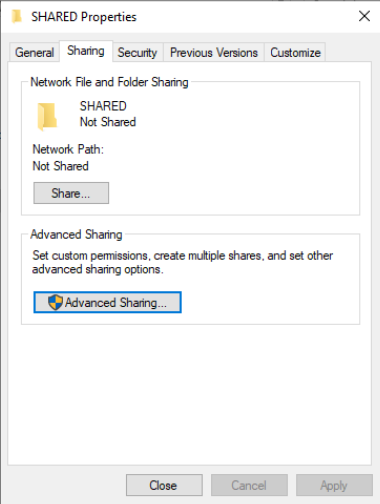 SHARED Properties
General Sharing Security Previous Versions Customize
Network File and Folder Sharing
SHARED
Not Shared
Network Path:
Not Shared
Share...
Advanced Sharing
Set custom permissions, create multiple shares, and set other
advanced sharing options.
Advanced Sharing...
Close Cancel Apply